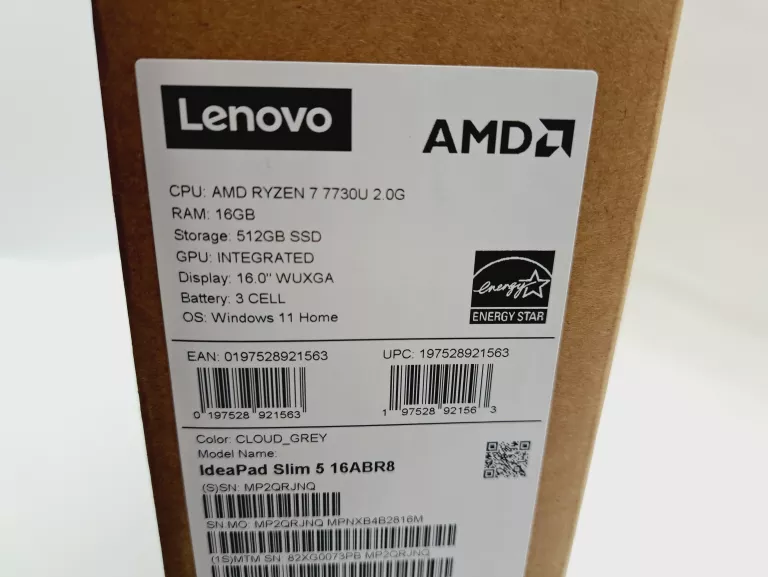 Lenovo
AMD
CPU: AMD RYZEN 7 7730U 2.0G
RAM: 16GB
Storage: 512GB SSD
GPU: INTEGRATED
Display: 16.0" WUXGA
Battery: 3 CELL
OS: Windows 11 Home
energy
ENERGY STAR
EAN: 0197528921563
UPC: 197528921563
0 197528 921563
1 97528 92156 3
Color: CLOUD_GREY
Model Name:
IdeaPad Slim 5 16ABR8
(S)SN: MP2QRJNQ
SN.MO: MP2QRJNQ MPNXB4B2816M
(1S)MTM SN 82XG0073PB MP2QRJNQ